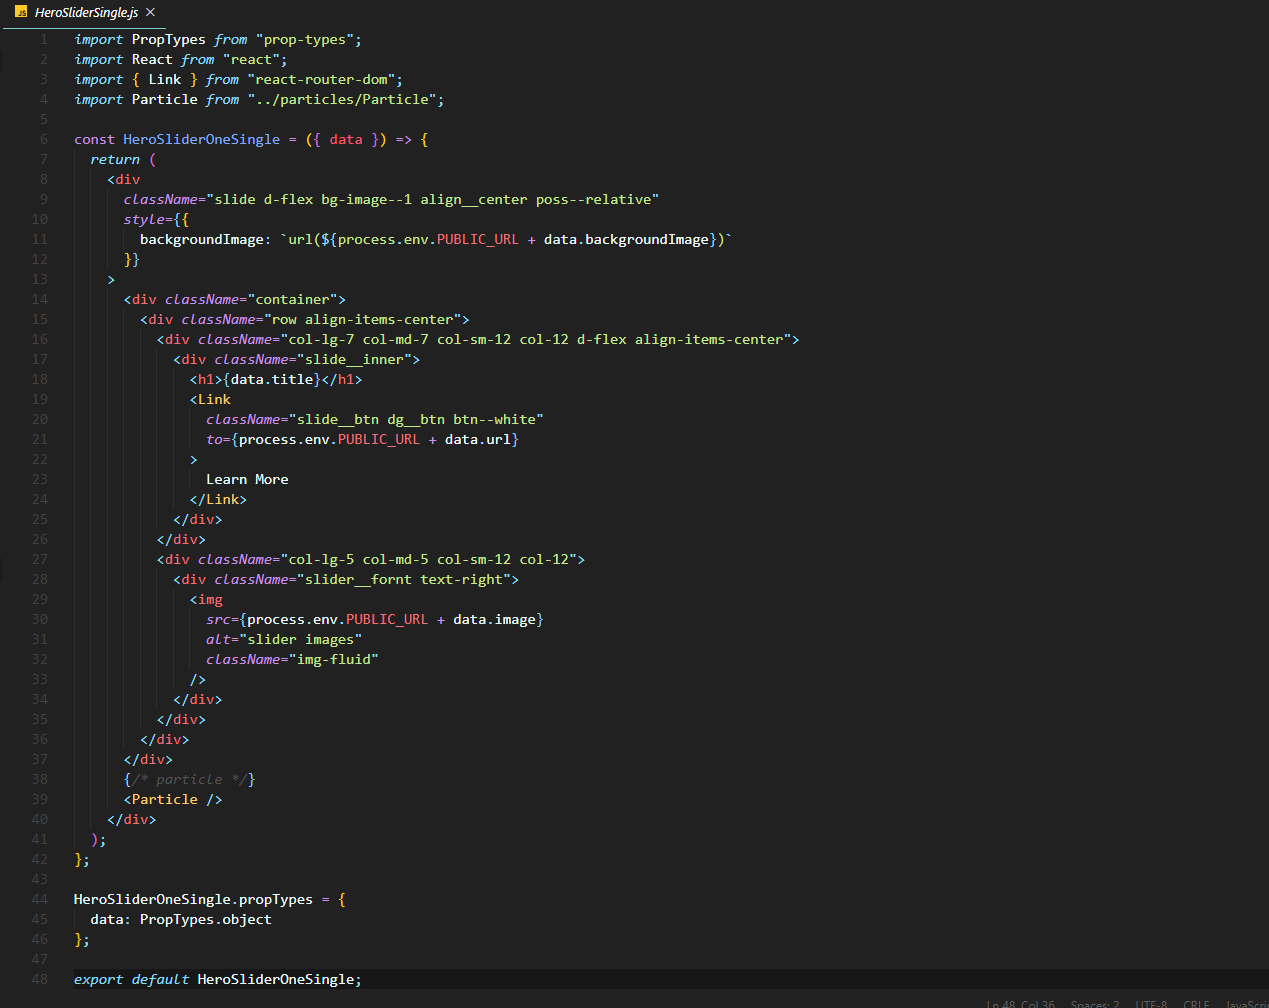 JS HeroSliderSingle.js ×
1 import PropTypes from "prop-types";
2 import React from "react";
3 import { Link } from "react-router-dom";
4 import Particle from "../particles/Particle";
5
6 const HeroSliderOneSingle = ({ data }) => {
7   return (
8     <div
9       className="slide d-flex bg-image--1 align__center poss--relative"
10       style={{
11         backgroundImage: `url(${process.env.PUBLIC_URL + data.backgroundImage})`
12       }}
13     >
14       <div className="container">
15         <div className="row align-items-center">
16           <div className="col-lg-7 col-md-7 col-sm-12 col-12 d-flex align-items-center">
17             <div className="slide__inner">
18               <h1>{data.title}</h1>
19               <Link
20                 className="slide__btn dg__btn btn--white"
21                 to={process.env.PUBLIC_URL + data.url}
22               >
23                 Learn More
24               </Link>
25             </div>
26           </div>
27           <div className="col-lg-5 col-md-5 col-sm-12 col-12">
28             <div className="slider__fornt text-right">
29               <img
30                 src={process.env.PUBLIC_URL + data.image}
31                 alt="slider images"
32                 className="img-fluid"
33               />
34             </div>
35           </div>
36         </div>
37       </div>
38       {/* particle */}
39       <Particle />
40     </div>
41   );
42 };
43
44 HeroSliderOneSingle.propTypes = {
45   data: PropTypes.object
46 };
47
48 export default HeroSliderOneSingle;
Ln 48, Col 36 Spaces: 2 UTF-8 CRLF JavaScri